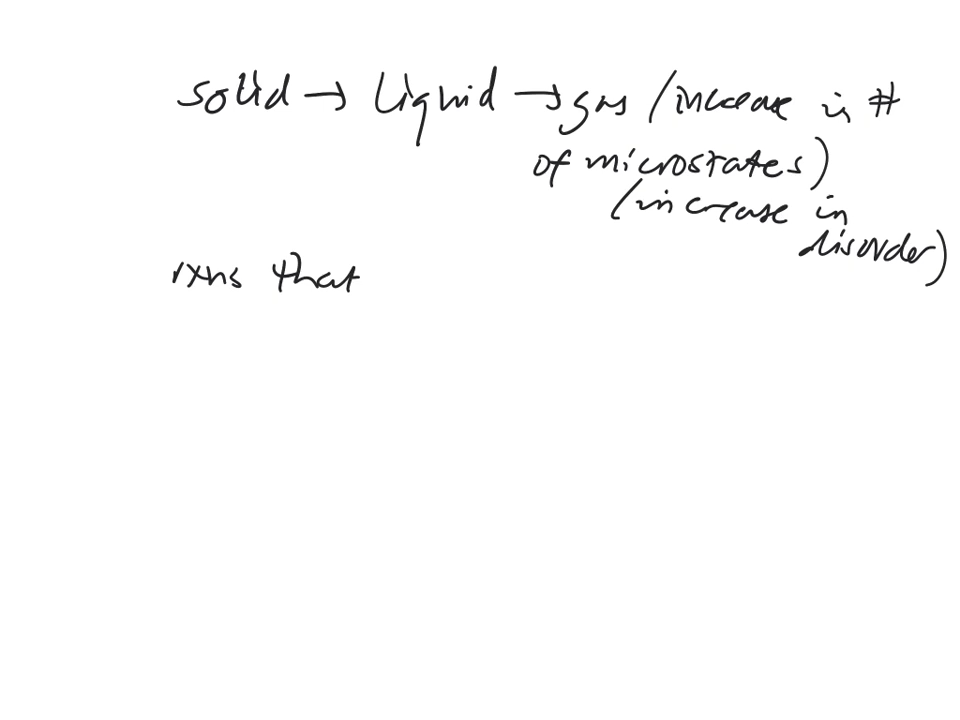 solid → liquid → gas (increase in #
of microstates)
(increase in
disorder)
rxns that